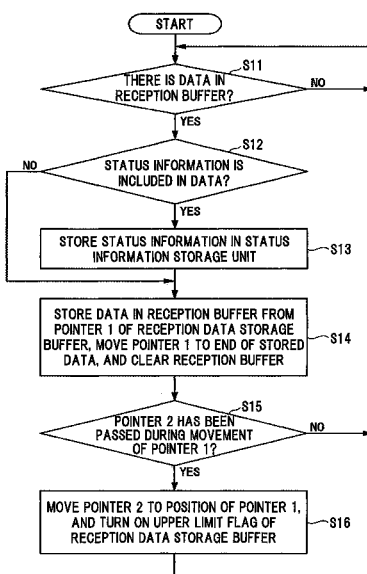 START
S11
THERE IS DATA IN
RECEPTION BUFFER?
NO
YES
S12
NO
STATUS INFORMATION IS
INCLUDED IN DATA?
YES
STORE STATUS INFORMATION IN STATUS
INFORMATION STORAGE UNIT
S13
STORE DATA IN RECEPTION BUFFER FROM
POINTER 1 OF RECEPTION DATA STORAGE
BUFFER, MOVE POINTER 1 TO END OF STORED
DATA, AND CLEAR RECEPTION BUFFER
S14
S15
POINTER 2 HAS BEEN
PASSED DURING MOVEMENT
OF POINTER 1?
NO
YES
MOVE POINTER 2 TO POSITION OF POINTER 1,
AND TURN ON UPPER LIMIT FLAG OF
RECEPTION DATA STORAGE BUFFER
S16